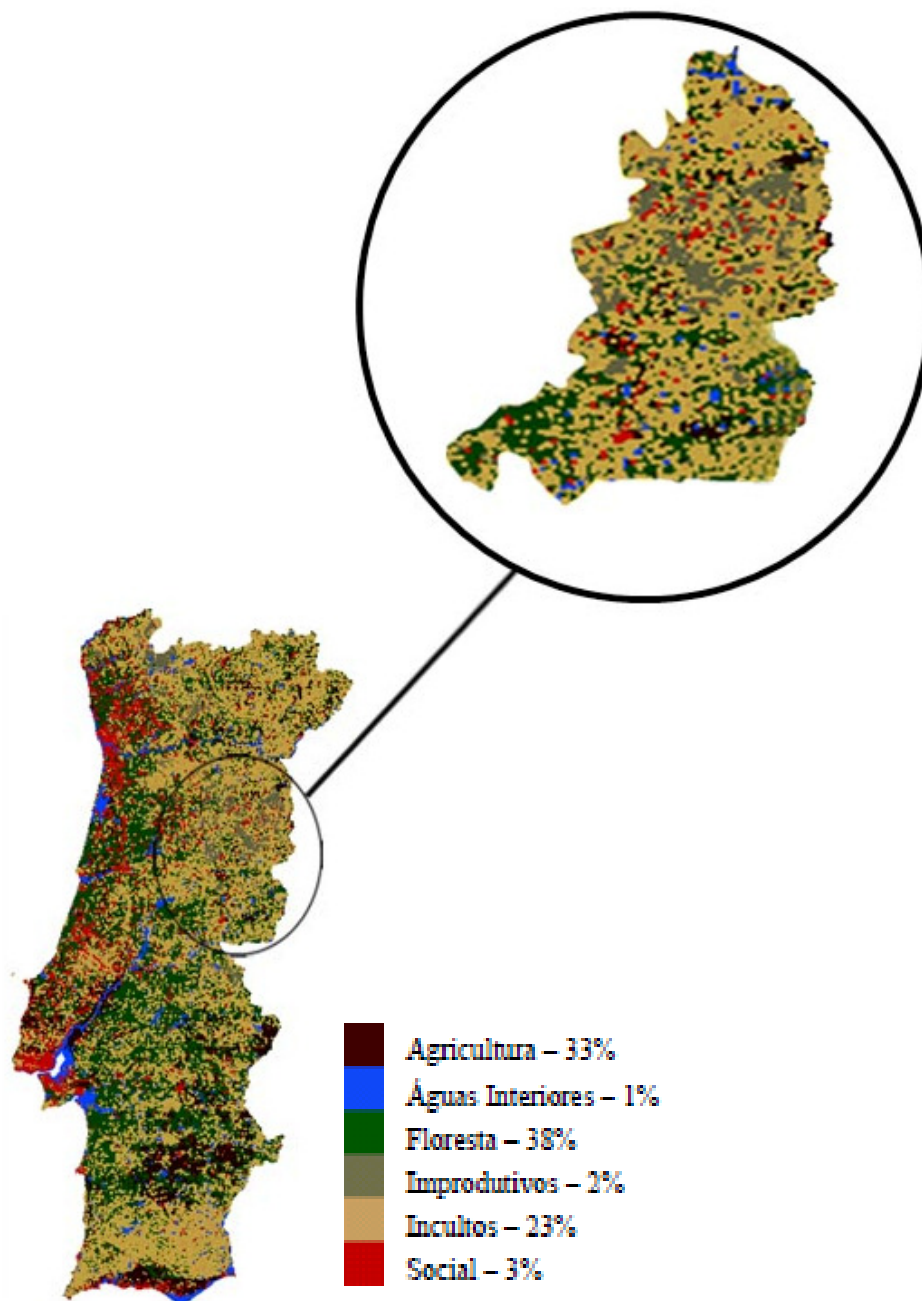 Agricultura – 33%
Águas Interiores – 1%
Floresta – 38%
Improdutivos – 2%
Incultos – 23%
Social – 3%